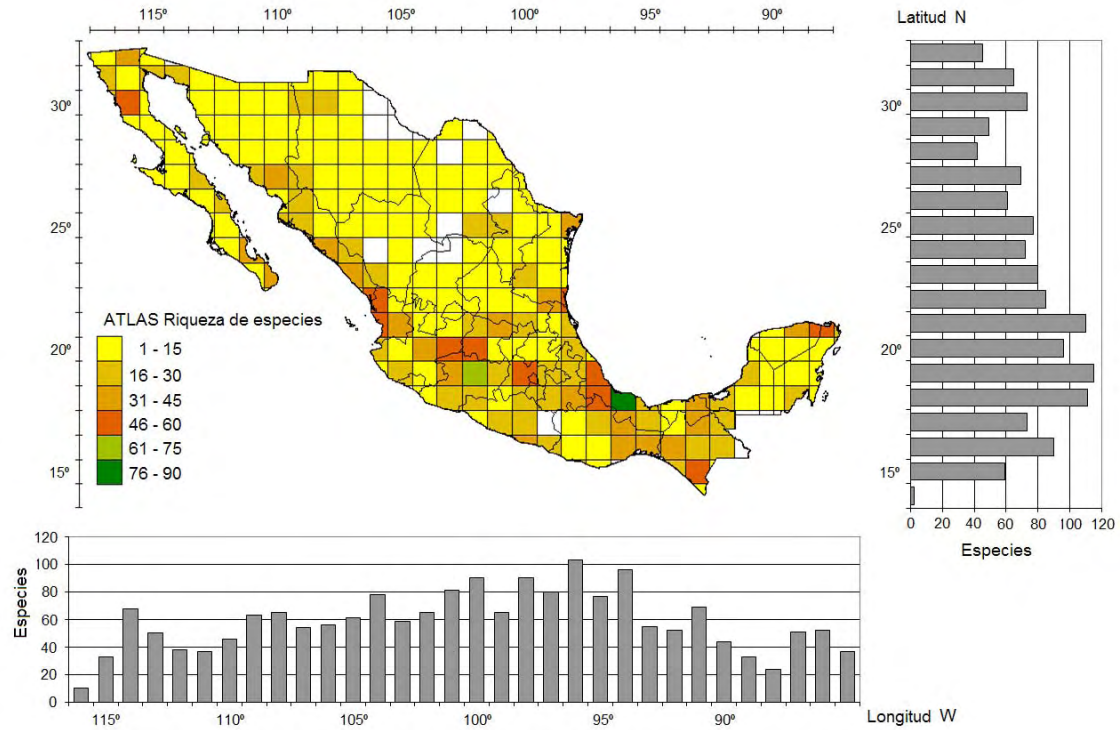 115º 110º 105º 100º 95º 90º
Latitud N
30º
25º
20º
15º
ATLAS Riqueza de especies
1 - 15
16 - 30
31 - 45
46 - 60
61 - 75
76 - 90
30º
25º
20º
15º
0 20 40 60 80 100 120
Especies
120
100
80
60
40
20
0
Especies
115º 110º 105º 100º 95º 90º
Longitud W